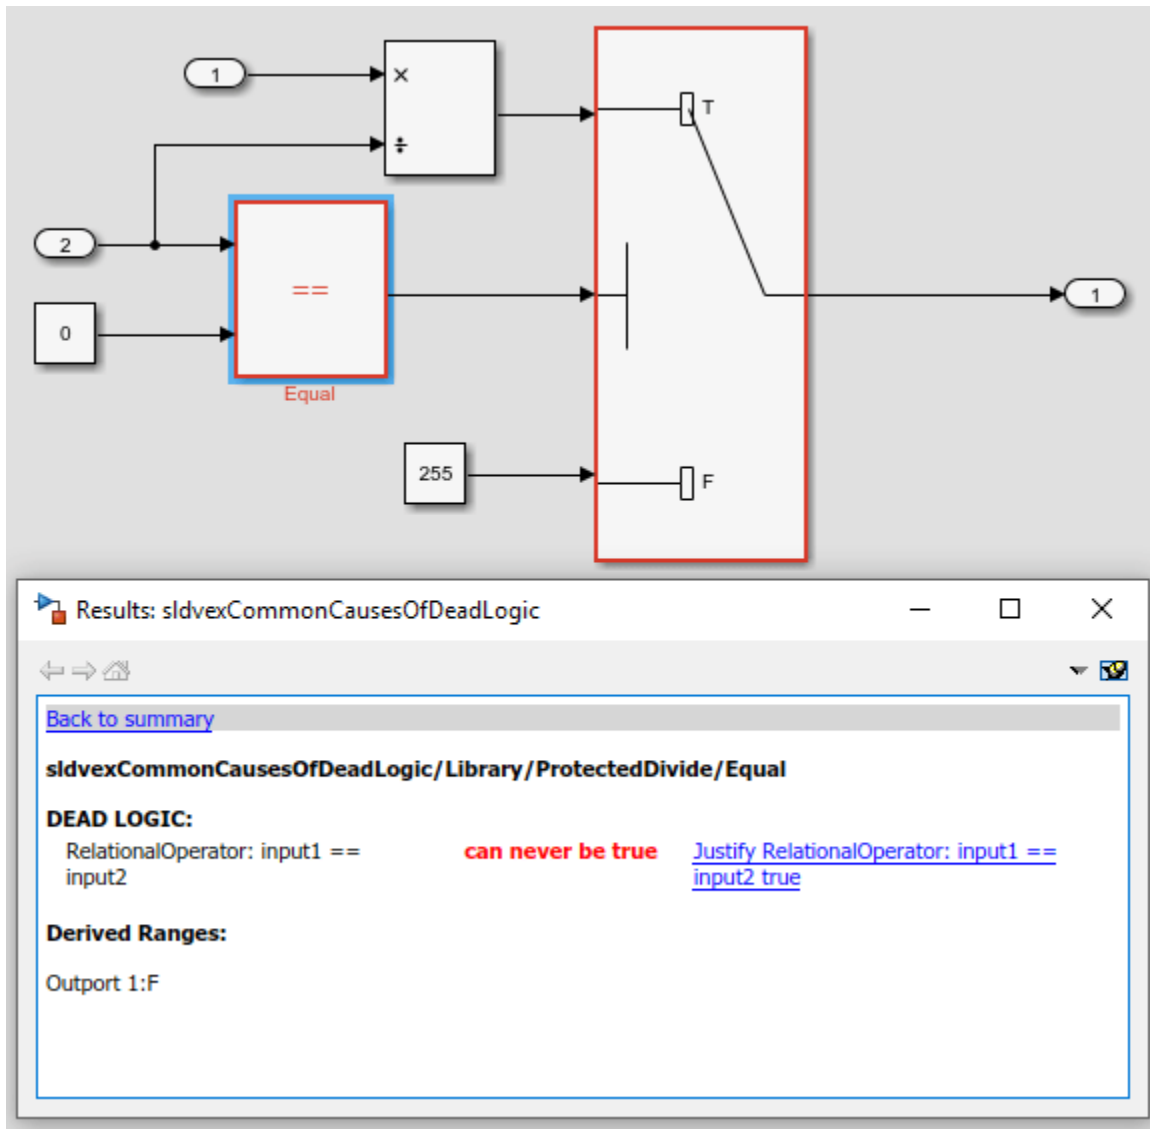 1
×
÷
T
2
==
1
0
Equal
255
F
Results: sldvexCommonCausesOfDeadLogic
Back to summary
sldvexCommonCausesOfDeadLogic/Library/ProtectedDivide/Equal
DEAD LOGIC:
RelationalOperator: input1 == can never be true Justify RelationalOperator: input1 ==
input2 input2 true
Derived Ranges:
Outport 1:F